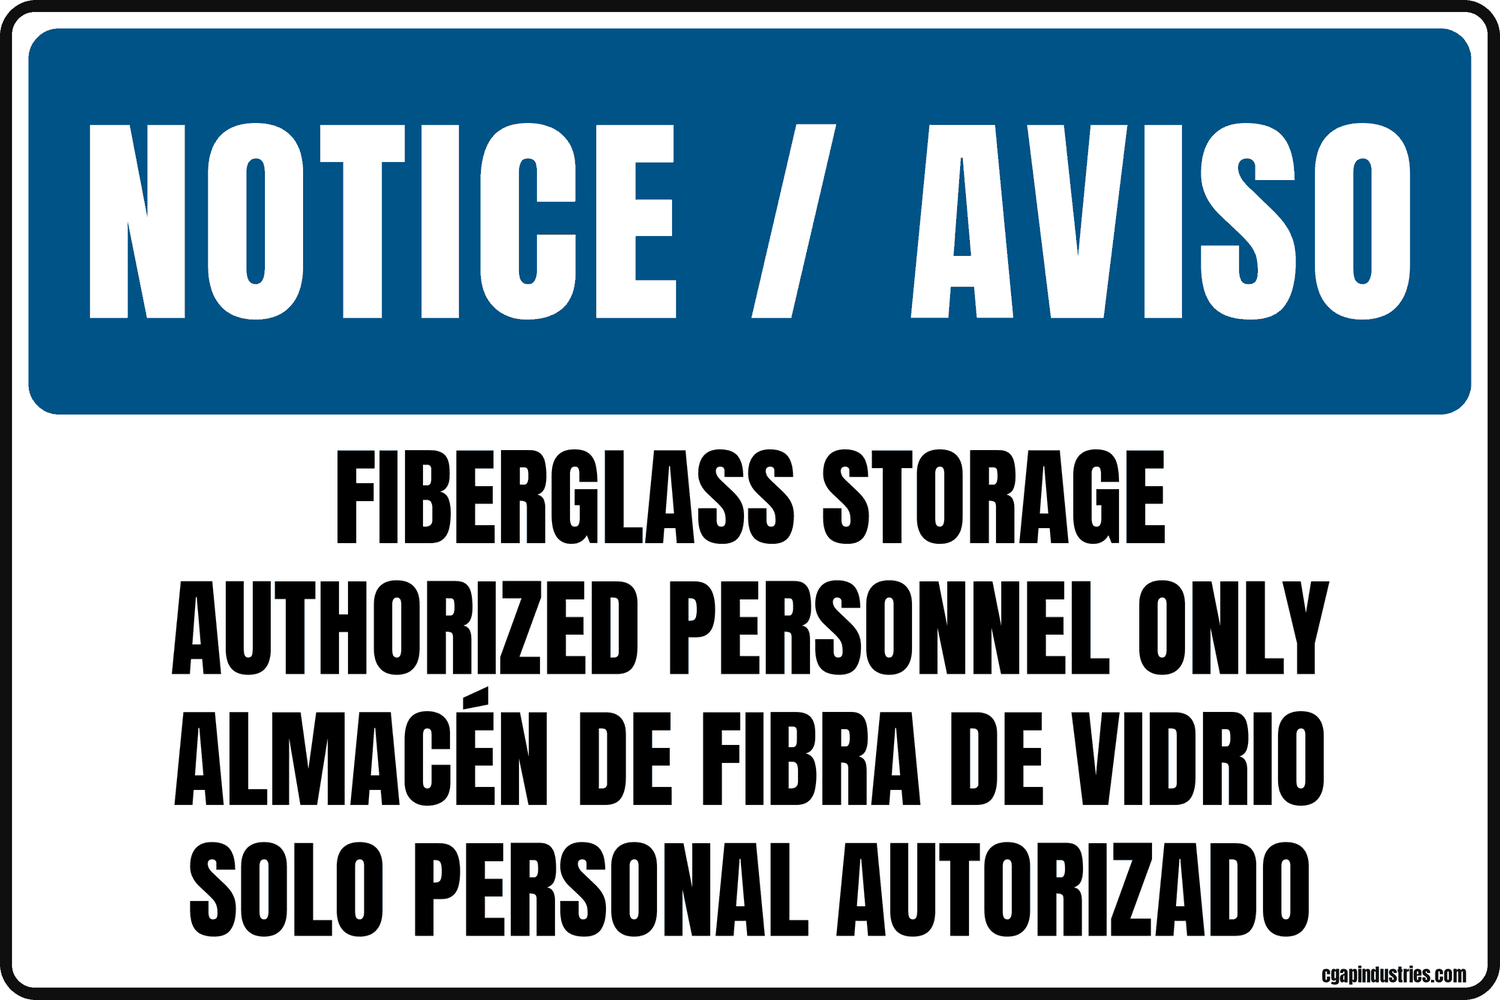 NOTICE / AVISO
FIBERGLASS STORAGE
AUTHORIZED PERSONNEL ONLY
ALMACÉN DE FIBRA DE VIDRIO
SOLO PERSONAL AUTORIZADO
cgapindustries.com